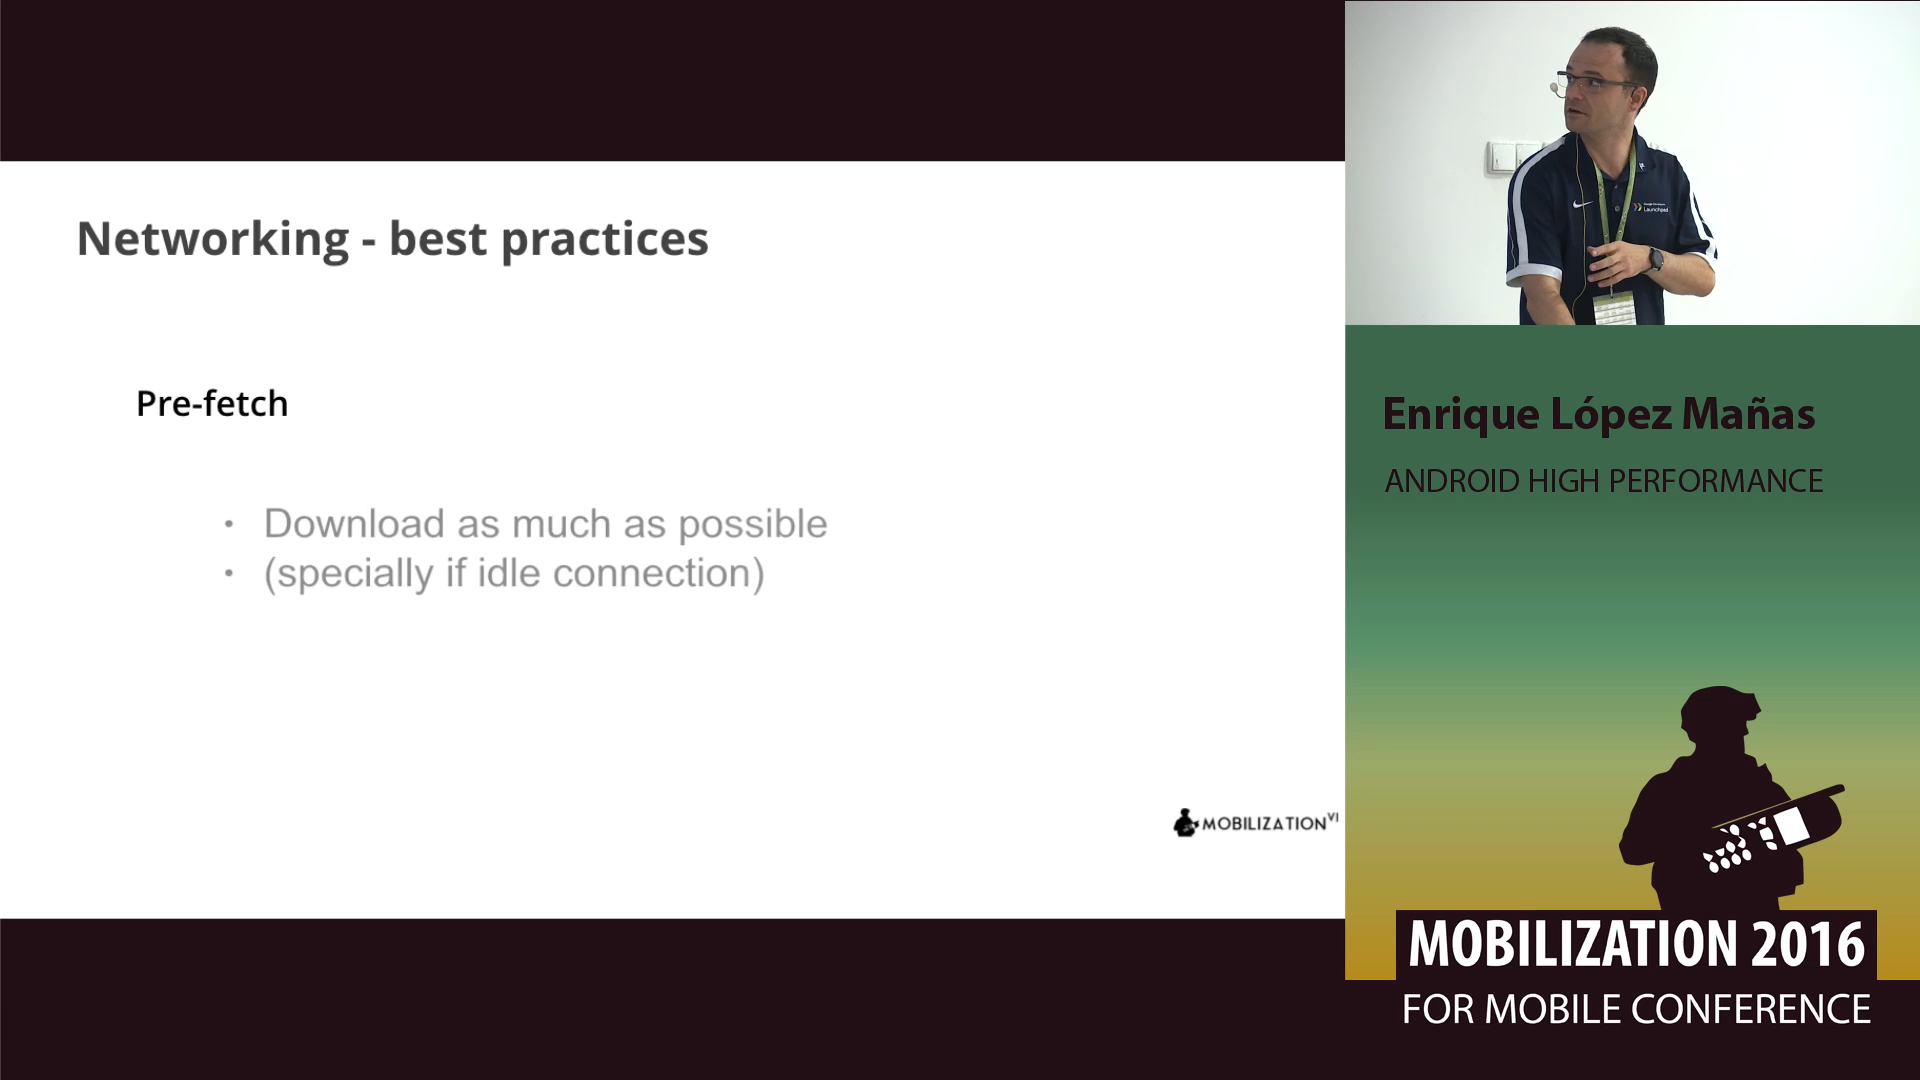 Networking - best practices
Pre-fetch
• Download as much as possible
• (specially if idle connection)
MOBILIZATION VI
Launchpad
Enrique López Mañas
ANDROID HIGH PERFORMANCE
MOBILIZATION 2016
FOR MOBILE CONFERENCE